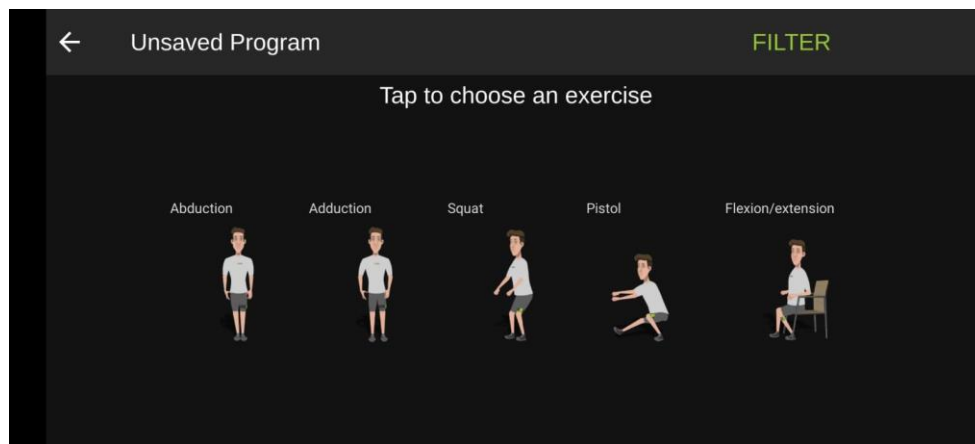 Unsaved Program
FILTER
Tap to choose an exercise
Abduction
Adduction
Squat
Pistol
Flexion/extension